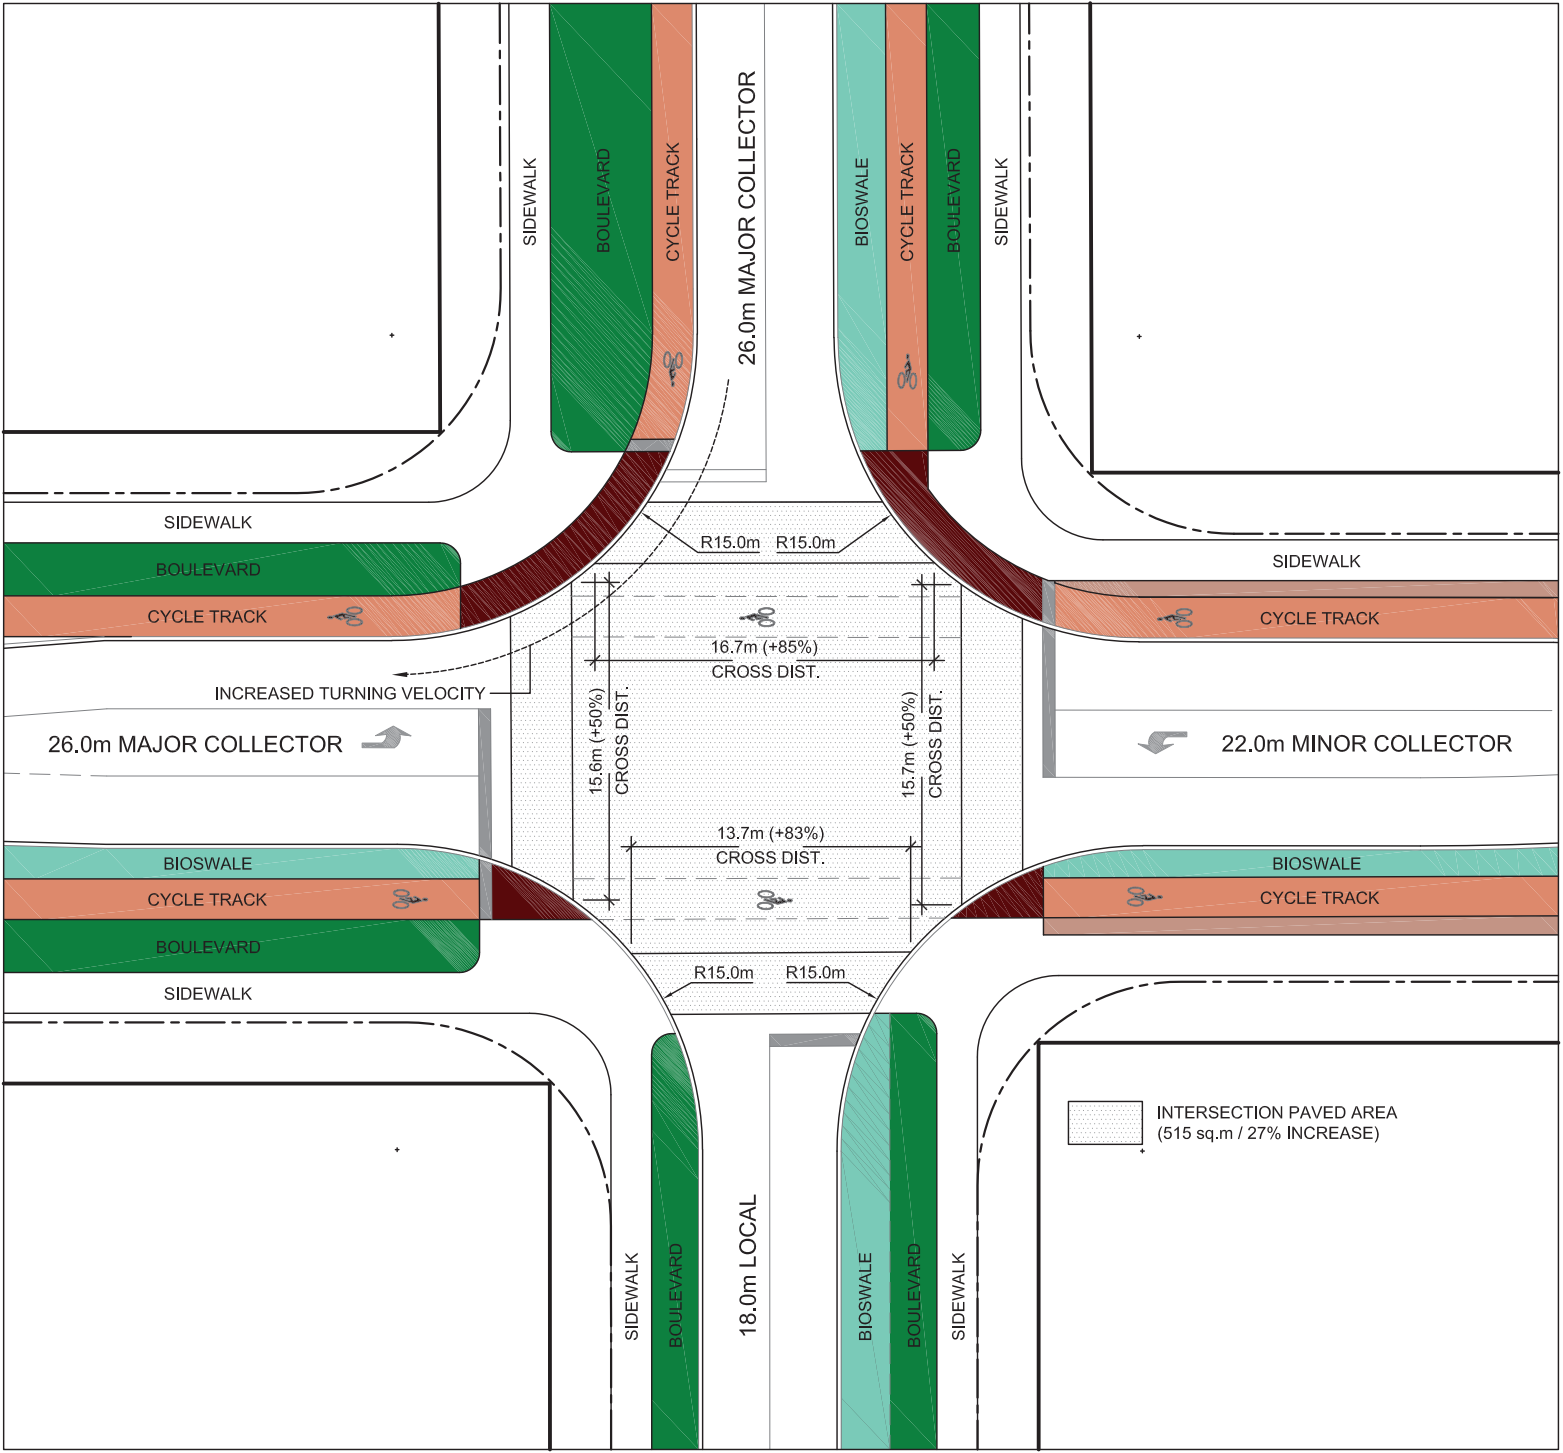 SIDEWALK
BOULEVARD
CYCLE TRACK
26.0m MAJOR COLLECTOR
BIOSWALE
CYCLE TRACK
BOULEVARD
SIDEWALK
SIDEWALK
BOULEVARD
CYCLE TRACK
R15.0m
R15.0m
SIDEWALK
CYCLE TRACK
16.7m (+85%)
CROSS DIST.
INCREASED TURNING VELOCITY
15.6m (+50%)
CROSS DIST.
15.7m (+50%)
CROSS DIST.
26.0m MAJOR COLLECTOR
22.0m MINOR COLLECTOR
13.7m (+83%)
CROSS DIST.
BIOSWALE
CYCLE TRACK
BOULEVARD
SIDEWALK
BIOSWALE
CYCLE TRACK
R15.0m
R15.0m
INTERSECTION PAVED AREA
(515 sq.m / 27% INCREASE)
SIDEWALK
BOULEVARD
18.0m LOCAL
BIOSWALE
BOULEVARD
SIDEWALK